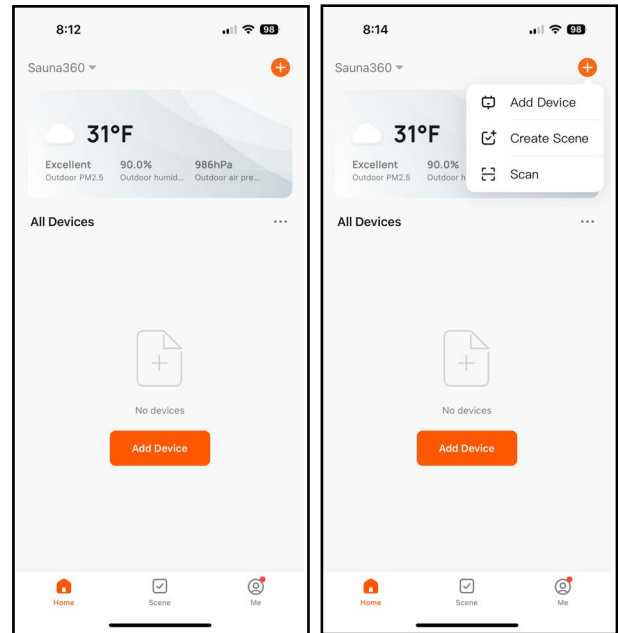 8:12
98
Sauna360
31°F
Excellent 90.0% 986hPa
Outdoor PM2.5 Outdoor humid... Outdoor air pre...
All Devices
No devices
Add Device
Home Scene Me
8:14
98
Sauna360
Add Device
Create Scene
Scan
31°F
Excellent 90.0%
Outdoor PM2.5 Outdoor h
All Devices
No devices
Add Device
Home Scene Me